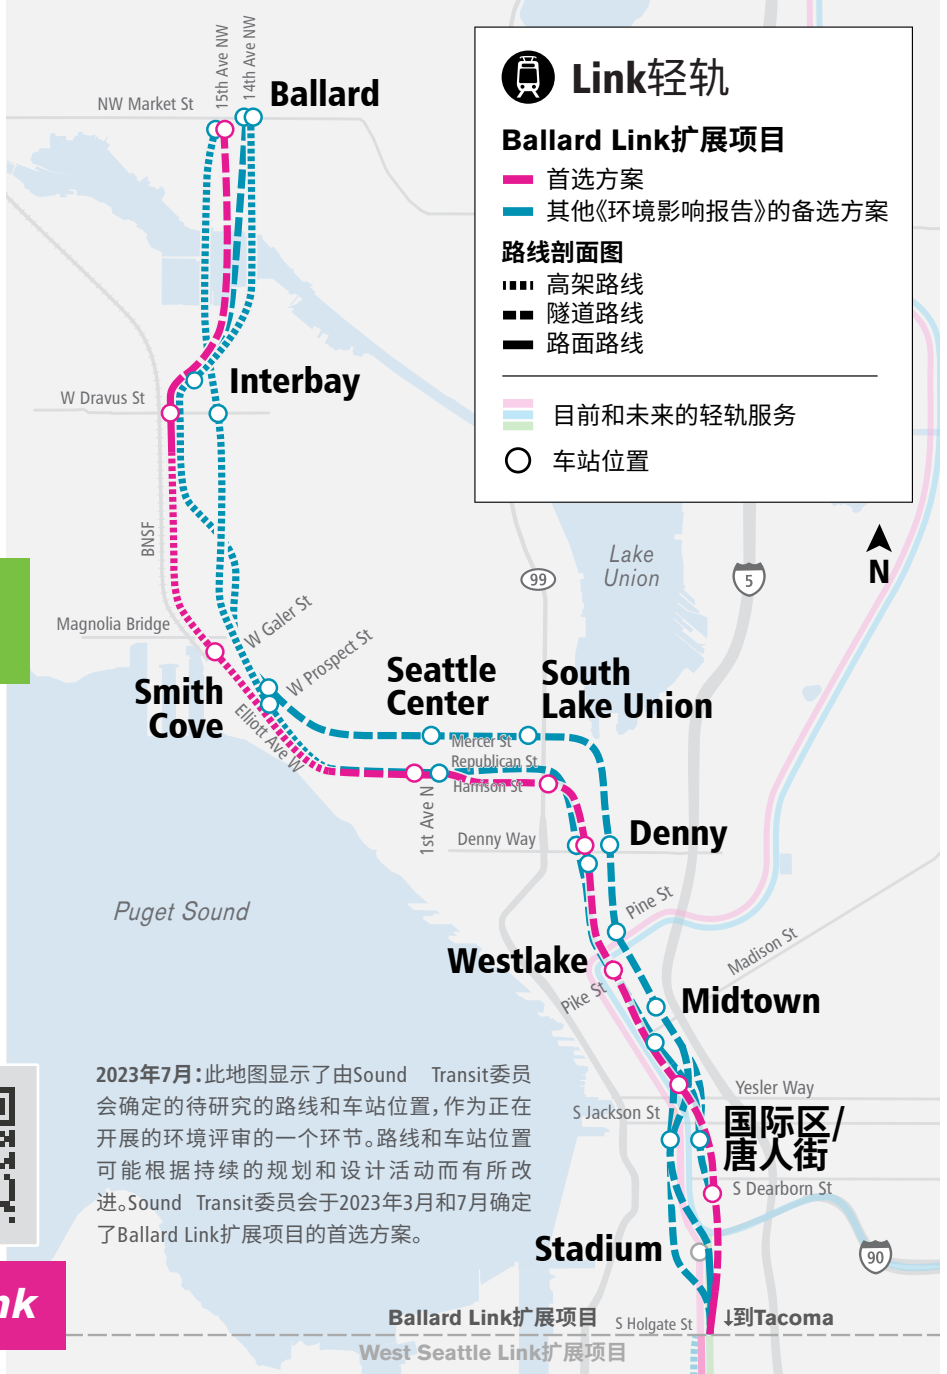 15th Ave NW
14th Ave NW
Ballard
NW Market St
Link轻轨
Ballard Link扩展项目
首选方案
其他《环境影响报告》的备选方案
路线剖面图
高架路线
隧道路线
路面路线
目前和未来的轻轨服务
车站位置
Interbay
W Dravus St
BNSF
Lake
Union
99
5
N
Magnolia Bridge
W Galer St
W Prospect St
Smith
Cove
Elliott Ave W
Seattle
Center
South
Lake Union
Mercer St
Republican St
Harrison St
1st Ave N
Denny Way
Denny
Puget Sound
Pine St
Madison St
Westlake
Pike St
Midtown
2023年7月：此地图显示了由Sound Transit委员
会确定的待研究的路线和车站位置，作为正在
开展的环境评审的一个环节。路线和车站位置
可能根据持续的规划和设计活动而有所改
进。Sound Transit委员会于2023年3月和7月确定
了Ballard Link扩展项目的首选方案。
Yesler Way
S Jackson St
国际区/
唐人街
S Dearborn St
Stadium
90
nk
Ballard Link扩展项目
S Holgate St
↓到Tacoma
West Seattle Link扩展项目